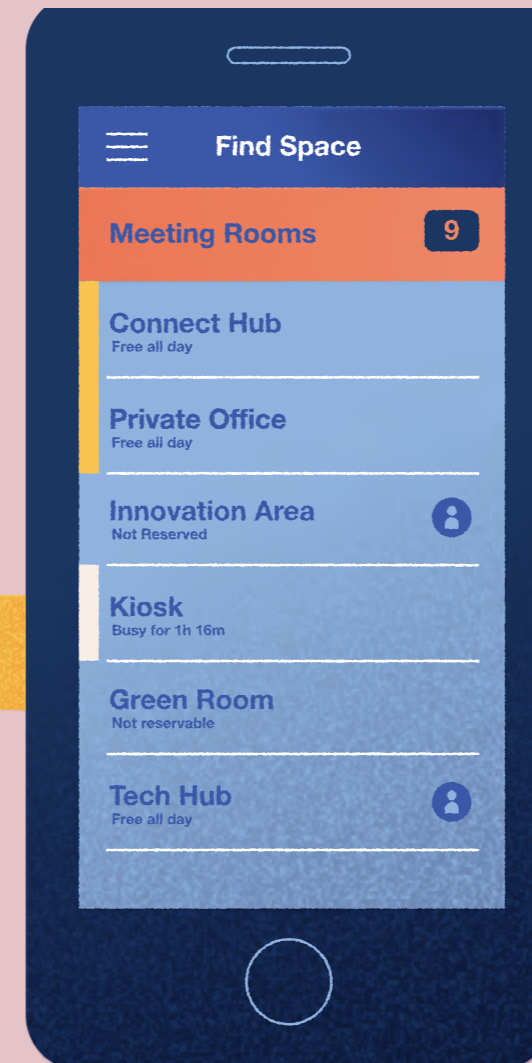 Find Space
Meeting Rooms 9
Connect Hub
Free all day
Private Office
Free all day
Innovation Area
Not Reserved
Kiosk
Busy for 1h 16m
Green Room
Not reservable
Tech Hub
Free all day